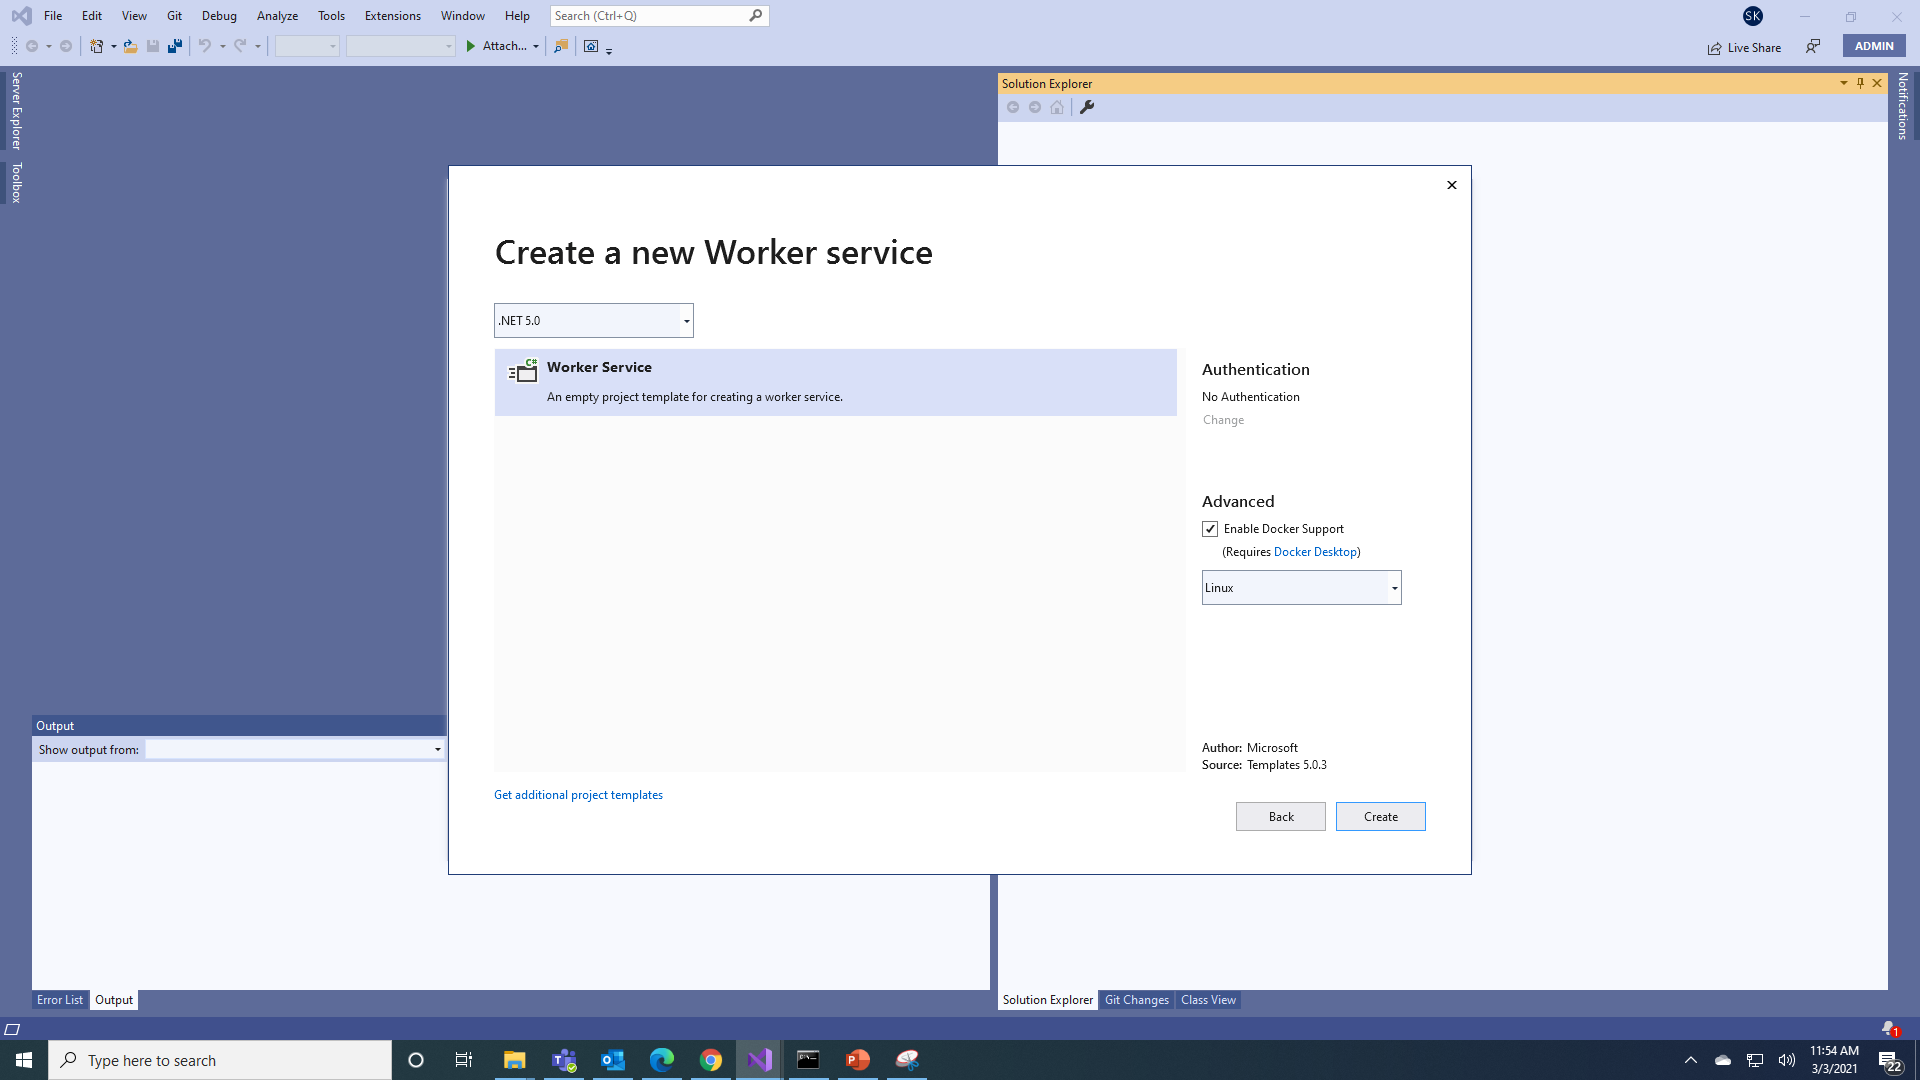 File Edit View Git Debug Analyze Tools Extensions Window Help Search (Ctrl+Q) SK
Attach... Live Share ADMIN
Server Explorer
Toolbox
Solution Explorer
Notifications
Create a new Worker service
.NET 5.0
C#
Worker Service
An empty project template for creating a worker service.
Authentication
No Authentication
Change
Advanced
Enable Docker Support
(Requires Docker Desktop)
Linux
Author: Microsoft
Source: Templates 5.0.3
Get additional project templates
Back Create
Output
Show output from:
Error List Output
Solution Explorer Git Changes Class View
1
Type here to search
11:54 AM
3/3/2021
22